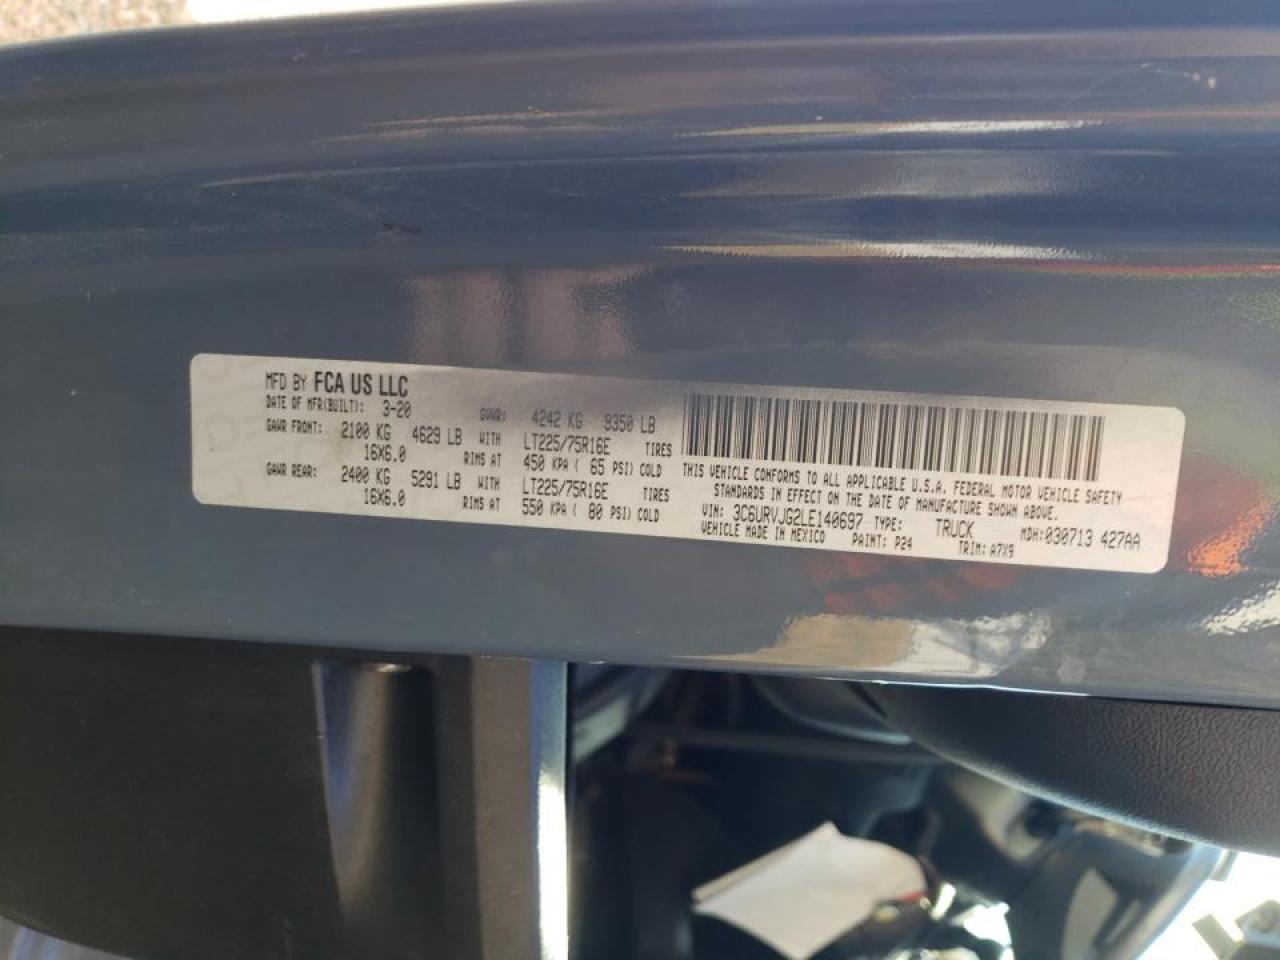 MFD BY FCA US LLC
DATE OF MFR(BUILT): 3-20 GVWR: 4242 KG 9350 LB
GAWR FRONT: 2100 KG 4629 LB WITH LT225/75R16E TIRES
16X6.0 RIMS AT 450 KPA ( 65 PSI) COLD
GAWR REAR: 2400 KG 5291 LB WITH LT225/75R16E TIRES
16X6.0 RIMS AT 550 KPA ( 80 PSI) COLD
THIS VEHICLE CONFORMS TO ALL APPLICABLE U.S.A. FEDERAL MOTOR VEHICLE SAFETY
STANDARDS IN EFFECT ON THE DATE OF MANUFACTURE SHOWN ABOVE.
VIN: 3C6URVJG2LE140697 TYPE: TRUCK MDH:030713 427AA
VEHICLE MADE IN MEXICO PAINT: P24 TRIM: A7X9